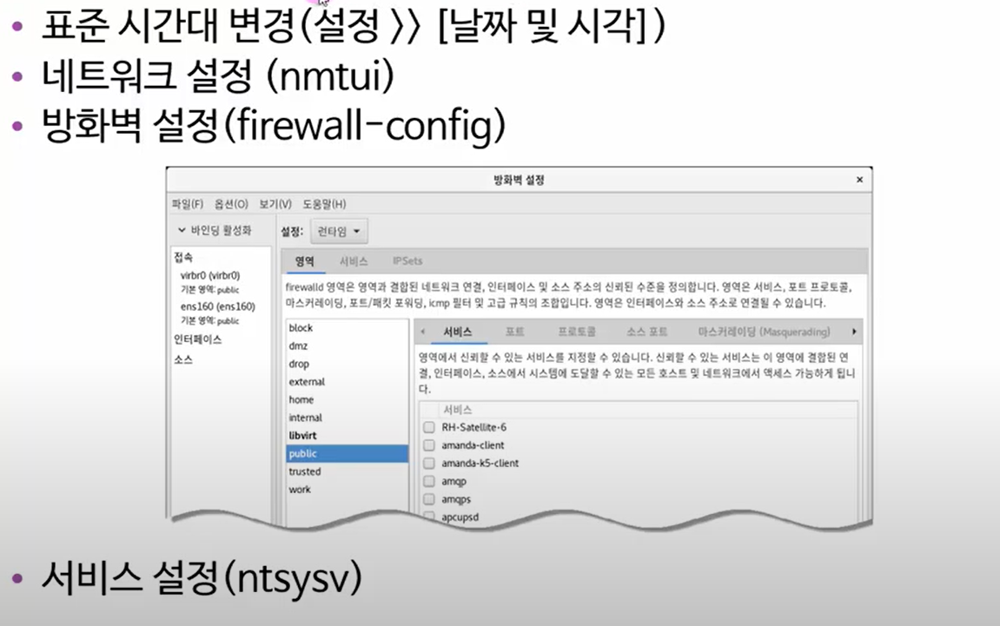 • 표준 시간대 변경(설정 》 [날짜 및 시각])
• 네트워크 설정 (nmtui)
• 방화벽 설정(firewall-config)
방화벽 설정 ×
파일(F) 옵션(O) 보기(V) 도움말(H)
바인딩 활성화
설정: 런타임
접속
virbr0 (virbr0)
기본 영역: public
ens160 (ens160)
기본 영역: public
인터페이스
소스
영역 서비스 IPSets
firewalld 영역은 영역과 결합된 네트워크 연결, 인터페이스 및 소스 주소의 신뢰된 수준을 정의합니다. 영역은 서비스, 포트 프로토콜,
마스커레이딩, 포트/패킷 포워딩, icmp 필터 및 고급 규칙의 조합입니다. 영역은 인터페이스와 소스 주소로 연결될 수 있습니다.
block
dmz
drop
external
home
internal
libvirt
public
trusted
work
서비스 포트 프로토콜 소스 포트 마스커레이딩 (Masquerading)
영역에서 신뢰할 수 있는 서비스를 지정할 수 있습니다. 신뢰할 수 있는 서비스는 이 영역에 결합된 연
결, 인터페이스, 소스에서 시스템에 도달할 수 있는 모든 호스트 및 네트워크에서 액세스 가능하게 됩니
다.
서비스
RH-Satellite-6
amanda-client
amanda-k5-client
amqp
amqps
apcupsd
• 서비스 설정(ntsysv)